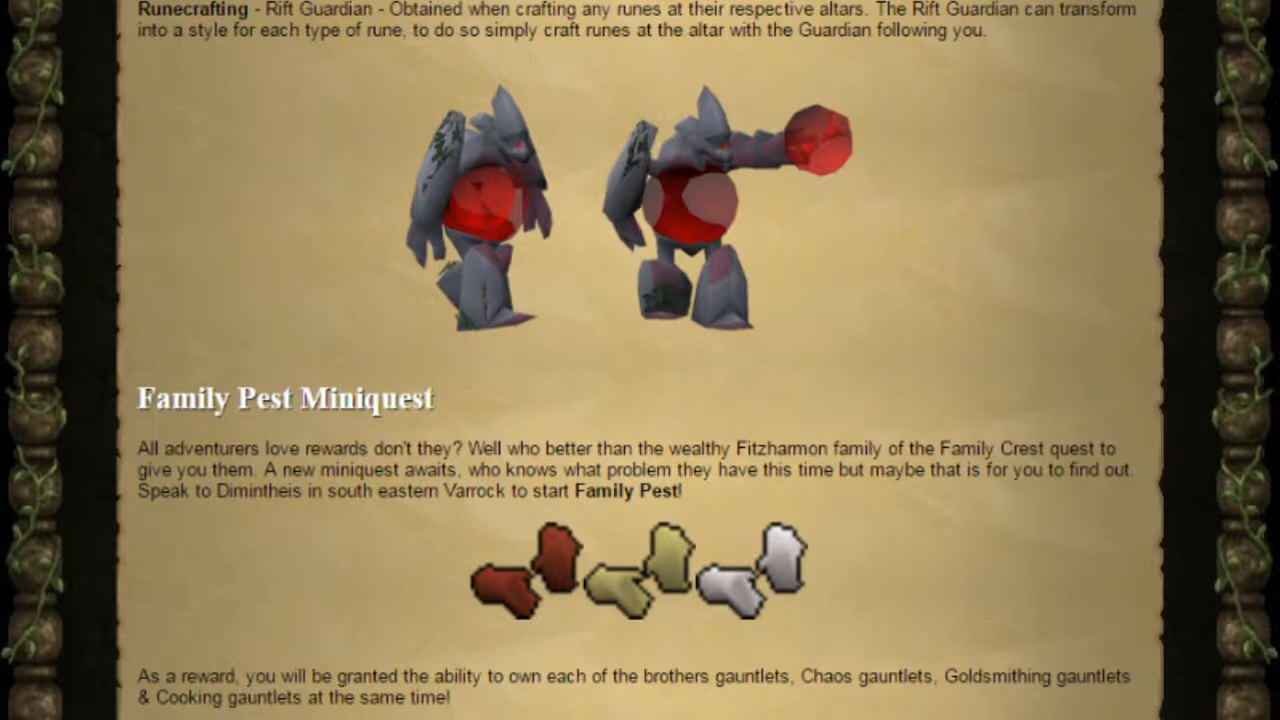 Runecrafting - Rift Guardian - Obtained when crafting any runes at their respective altars. The Rift Guardian can transform
into a style for each type of rune, to do so simply craft runes at the altar with the Guardian following you.
Family Pest Miniquest
All adventurers love rewards don't they? Well who better than the wealthy Fitzharmon family of the Family Crest quest to
give you them. A new miniquest awaits, who knows what problem they have this time but maybe that is for you to find out.
Speak to Dimintheis in south eastern Varrock to start Family Pest!
As a reward, you will be granted the ability to own each of the brothers gauntlets, Chaos gauntlets, Goldsmithing gauntlets
& Cooking gauntlets at the same time!